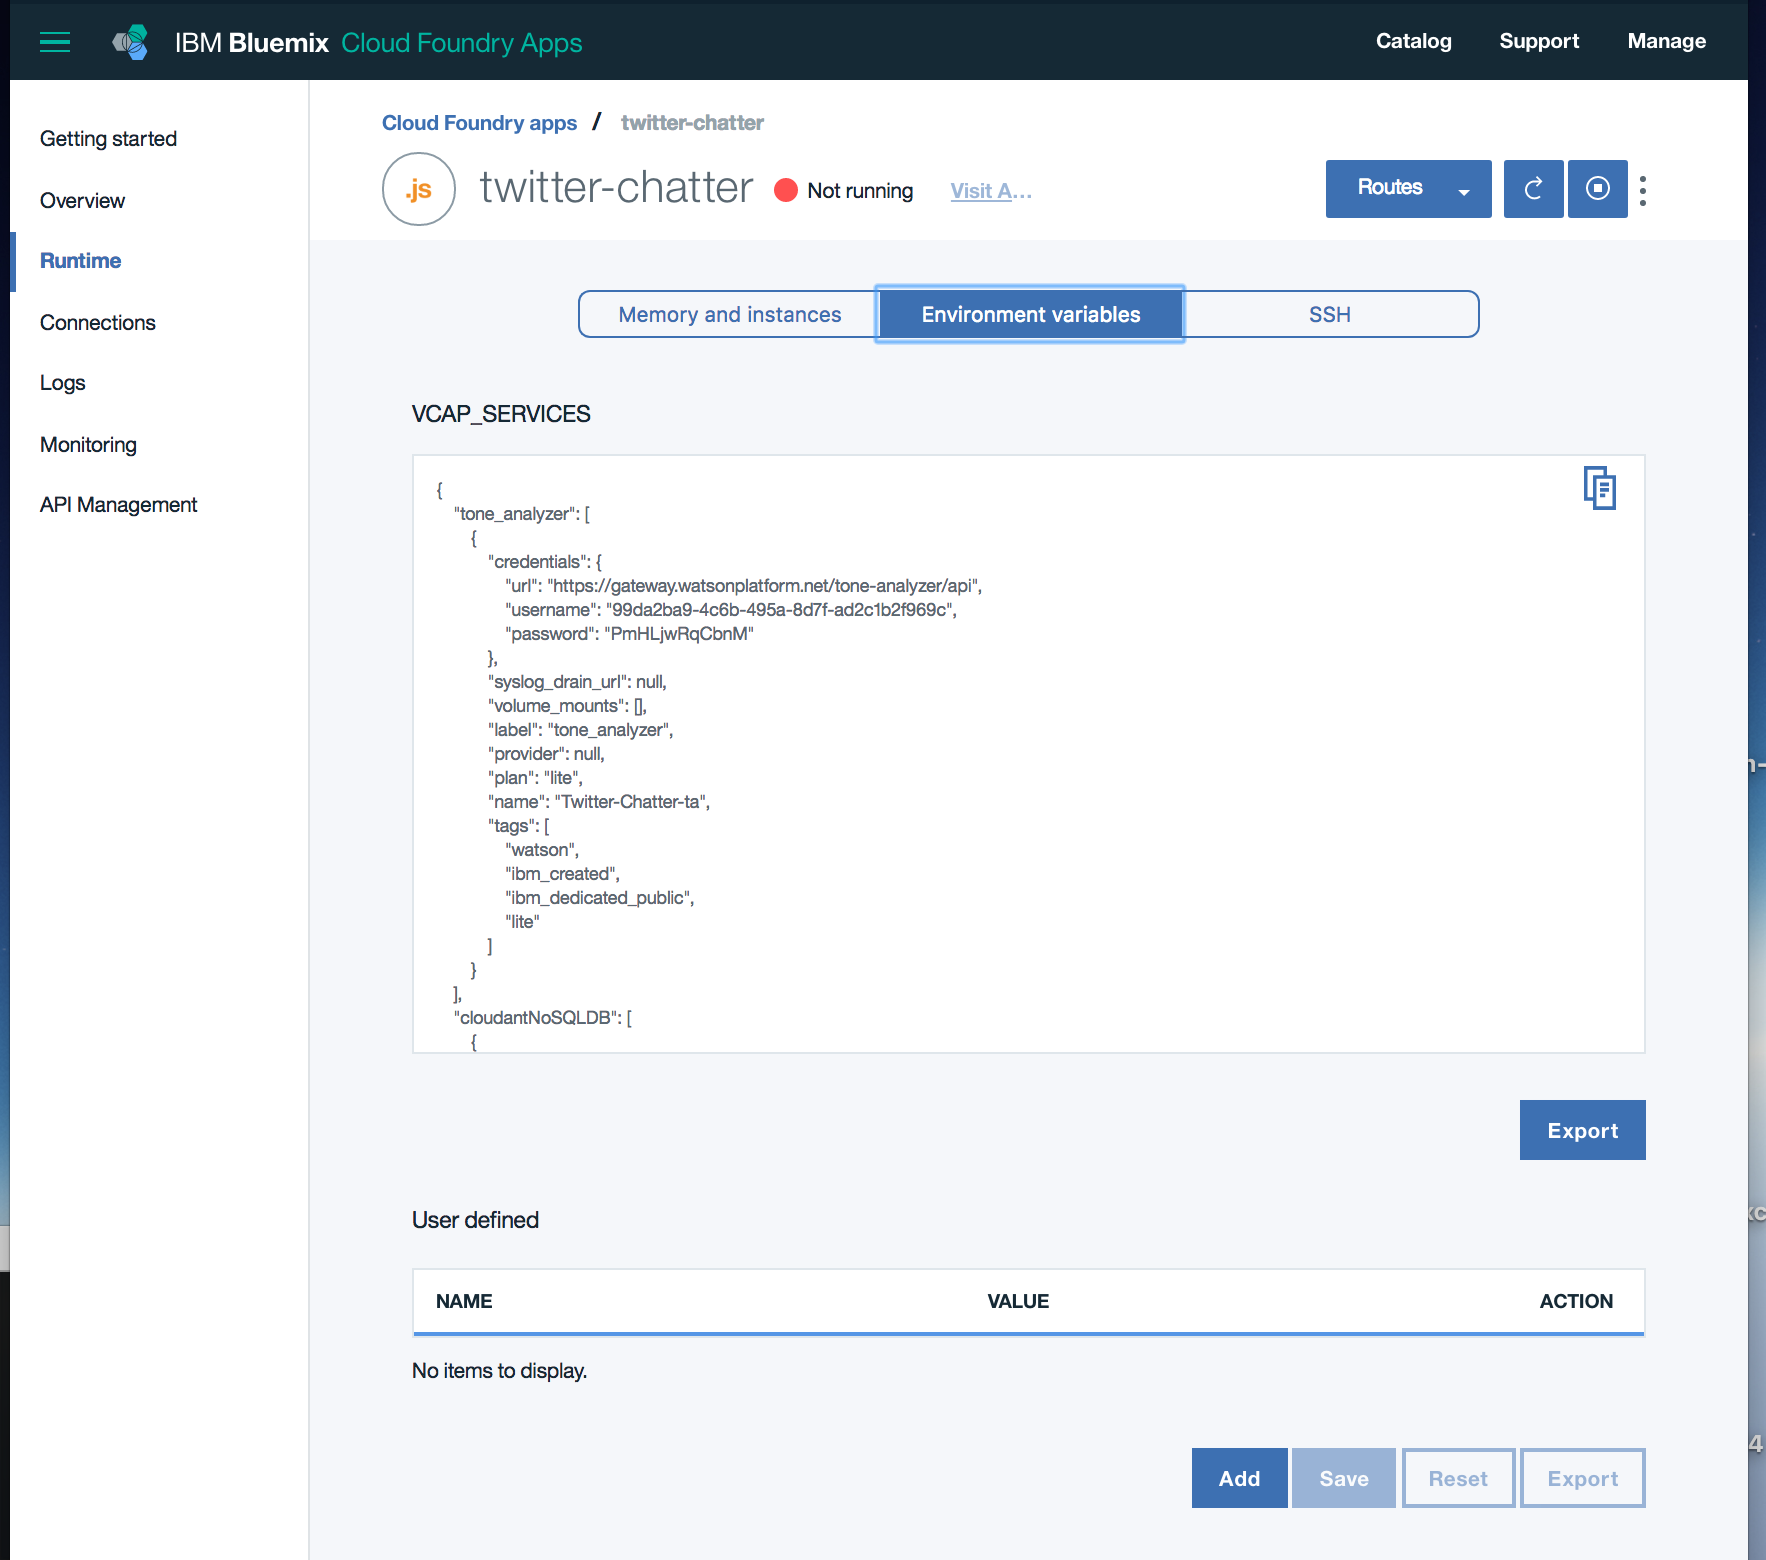 IBM Bluemix Cloud Foundry Apps
Catalog Support Manage
Getting started
Overview
Runtime
Connections
Logs
Monitoring
API Management
Cloud Foundry apps / twitter-chatter
.js twitter-chatter Not running Visit A...
Routes
Memory and instances Environment variables SSH
VCAP_SERVICES
{
"tone_analyzer": [
{
"credentials": {
"url": "https://gateway.watsonplatform.net/tone-analyzer/api",
"username": "99da2ba9-4c6b-495a-8d7f-ad2c1b2f969c",
"password": "PmHLjwRqCbnM"
},
"syslog_drain_url": null,
"volume_mounts": [],
"label": "tone_analyzer",
"provider": null,
"plan": "lite",
"name": "Twitter-Chatter-ta",
"tags": [
"watson",
"ibm_created",
"ibm_dedicated_public",
"lite"
]
}
],
"cloudantNoSQLDB": [
{
Export
User defined
NAME VALUE ACTION
No items to display.
Add Save Reset Export